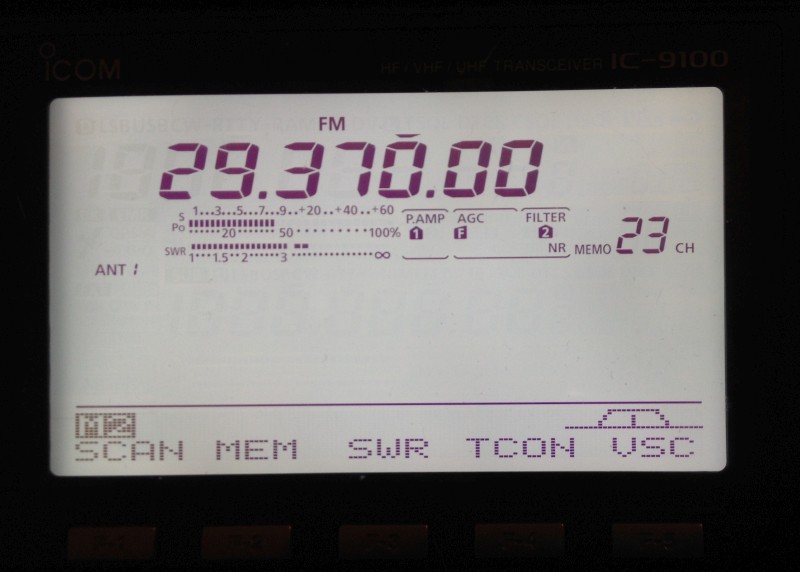 ICOM
HF/VHF/UHF TRANSCEIVER IC-9100
FM
29.370.00
S 1...3...5...7...9...+20...+40...+60
Po 20 50 100%
SWR 1 1.5 2 3 ∞
P.AMP AGC FILTER
1 F 2
NR
MEMO 23 CH
ANT 1
M2
SCAN MEM SWR TCON VSC